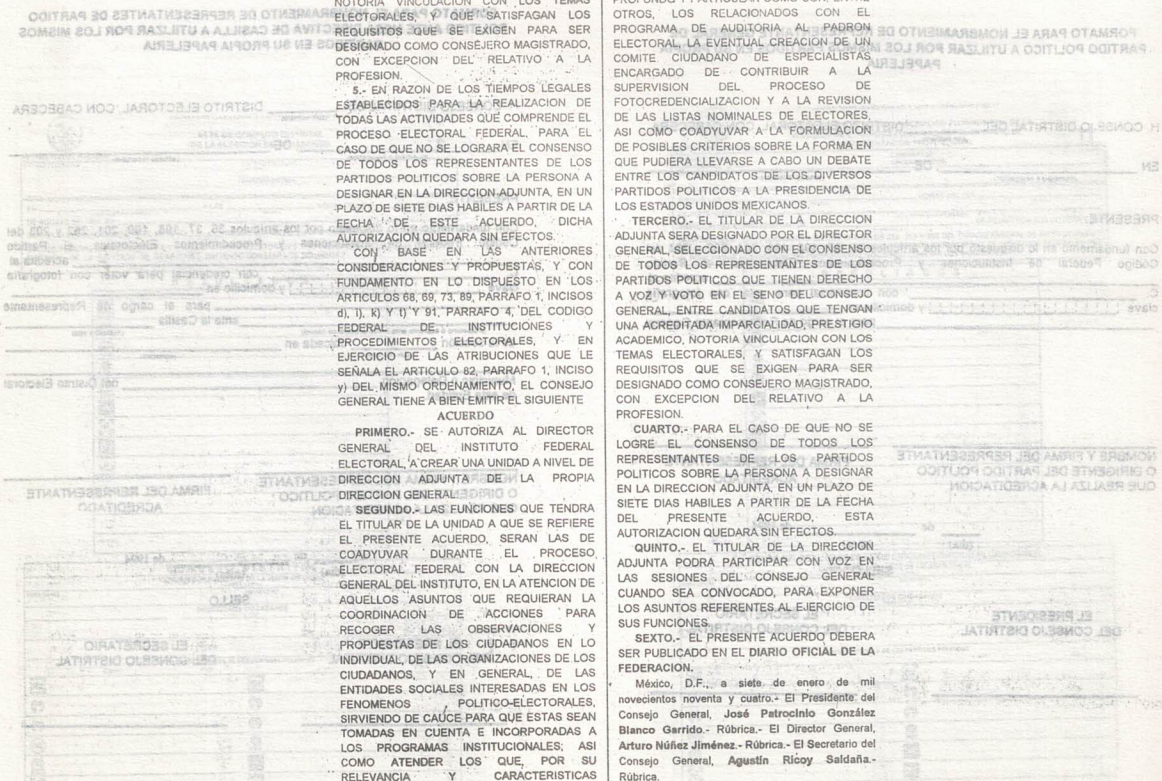 NOTORIA VINCULACION CON LOS TEMAS
ELECTORALES, Y QUE SATISFAGAN LOS
REQUISITOS QUE SE EXIGEN PARA SER
DESIGNADO COMO CONSEJERO MAGISTRADO,
CON EXCEPCION DEL RELATIVO A LA
PROFESION.
5.- EN RAZON DE LOS TIEMPOS LEGALES
ESTABLECIDOS PARA LA REALIZACION DE
TODAS LAS ACTIVIDADES QUE COMPRENDE EL
PROCESO ELECTORAL FEDERAL, PARA EL
CASO DE QUE NO SE LOGRARA EL CONSENSO
DE TODOS LOS REPRESENTANTES DE LOS
PARTIDOS POLITICOS SOBRE LA PERSONA A
DESIGNAR EN LA DIRECCION ADJUNTA, EN UN
PLAZO DE SIETE DIAS HABILES A PARTIR DE LA
FECHA DE ESTE ACUERDO, DICHA
AUTORIZACIÓN QUEDARA SIN EFECTOS.
CON BASE EN LAS ANTERIORES
CONSIDERACIONES Y PROPUESTAS, Y CON
FUNDAMENTO EN LO DISPUESTO EN LOS
ARTICULOS 68, 69, 73, 89, PARRAFO 1, INCISOS
d), i), k) Y t) Y 91, PARRAFO 4, DEL CODIGO
FEDERAL DE INSTITUCIONES Y
PROCEDIMIENTOS ELECTORALES, Y EN
EJERCICIO DE LAS ATRIBUCIONES QUE LE
SEÑALA EL ARTICULO 82, PARRAFO 1, INCISO
y) DEL MISMO ORDENAMIENTO, EL CONSEJO
GENERAL TIENE A BIEN EMITIR EL SIGUIENTE
ACUERDO
PRIMERO.- SE AUTORIZA AL DIRECTOR
GENERAL DEL INSTITUTO FEDERAL
ELECTORAL, A CREAR UNA UNIDAD A NIVEL DE
DIRECCION ADJUNTA DE LA PROPIA
DIRECCION GENERAL.
SEGUNDO.- LAS FUNCIONES QUE TENDRA
EL TITULAR DE LA UNIDAD A QUE SE REFIERE
EL PRESENTE ACUERDO, SERAN LAS DE
COADYUVAR DURANTE EL PROCESO
ELECTORAL FEDERAL CON LA DIRECCION
GENERAL DEL INSTITUTO, EN LA ATENCION DE
AQUELLOS ASUNTOS QUE REQUIERAN LA
COORDINACION DE ACCIONES PARA
RECOGER LAS OBSERVACIONES Y
PROPUESTAS DE LOS CIUDADANOS EN LO
INDIVIDUAL, DE LAS ORGANIZACIONES DE LOS
CIUDADANOS, Y EN GENERAL, DE LAS
ENTIDADES SOCIALES INTERESADAS EN LOS
FENOMENOS POLITICO-ELECTORALES,
SIRVIENDO DE CAUCE PARA QUE ESTAS SEAN
TOMADAS EN CUENTA E INCORPORADAS A
LOS PROGRAMAS INSTITUCIONALES; ASI
COMO ATENDER LOS QUE, POR SU
RELEVANCIA Y CARACTERISTICAS
OTROS, LOS RELACIONADOS CON EL
PROGRAMA DE AUDITORIA AL PADRON
ELECTORAL, LA EVENTUAL CREACION DE UN
COMITE CIUDADANO DE ESPECIALISTAS
ENCARGADO DE CONTRIBUIR A LA
SUPERVISION DEL PROCESO DE
FOTOCREDENCIALIZACION Y A LA REVISION
DE LAS LISTAS NOMINALES DE ELECTORES,
ASI COMO COADYUVAR A LA FORMULACION
DE POSIBLES CRITERIOS SOBRE LA FORMA EN
QUE PUDIERA LLEVARSE A CABO UN DEBATE
ENTRE LOS CANDIDATOS DE LOS DIVERSOS
PARTIDOS POLITICOS A LA PRESIDENCIA DE
LOS ESTADOS UNIDOS MEXICANOS.
TERCERO.- EL TITULAR DE LA DIRECCION
ADJUNTA SERA DESIGNADO POR EL DIRECTOR
GENERAL, SELECCIONADO CON EL CONSENSO
DE TODOS LOS REPRESENTANTES DE LOS
PARTIDOS POLITICOS QUE TIENEN DERECHO
A VOZ Y VOTO EN EL SENO DEL CONSEJO
GENERAL, ENTRE CANDIDATOS QUE TENGAN
UNA ACREDITADA IMPARCIALIDAD, PRESTIGIO
ACADEMICO, NOTORIA VINCULACION CON LOS
TEMAS ELECTORALES, Y SATISFAGAN LOS
REQUISITOS QUE SE EXIGEN PARA SER
DESIGNADO COMO CONSEJERO MAGISTRADO,
CON EXCEPCION DEL RELATIVO A LA
PROFESION.
CUARTO.- PARA EL CASO DE QUE NO SE
LOGRE EL CONSENSO DE TODOS LOS
REPRESENTANTES DE LOS PARTIDOS
POLITICOS SOBRE LA PERSONA A DESIGNAR
EN LA DIRECCION ADJUNTA, EN UN PLAZO DE
SIETE DIAS HABILES A PARTIR DE LA FECHA
DEL PRESENTE ACUERDO, ESTA
AUTORIZACION QUEDARA SIN EFECTOS.
QUINTO.- EL TITULAR DE LA DIRECCION
ADJUNTA PODRA PARTICIPAR CON VOZ EN
LAS SESIONES DEL CONSEJO GENERAL
CUANDO SEA CONVOCADO, PARA EXPONER
LOS ASUNTOS REFERENTES AL EJERCICIO DE
SUS FUNCIONES.
SEXTO.- EL PRESENTE ACUERDO DEBERA
SER PUBLICADO EN EL DIARIO OFICIAL DE LA
FEDERACION.
México, D.F., a siete de enero de mil
novecientos noventa y cuatro.- El Presidente del
Consejo General, José Patrocinio González
Blanco Garrido.- Rúbrica.- El Director General,
Arturo Núñez Jiménez.- Rúbrica.- El Secretario del
Consejo General, Agustín Ricoy Saldaña.-
Rúbrica.